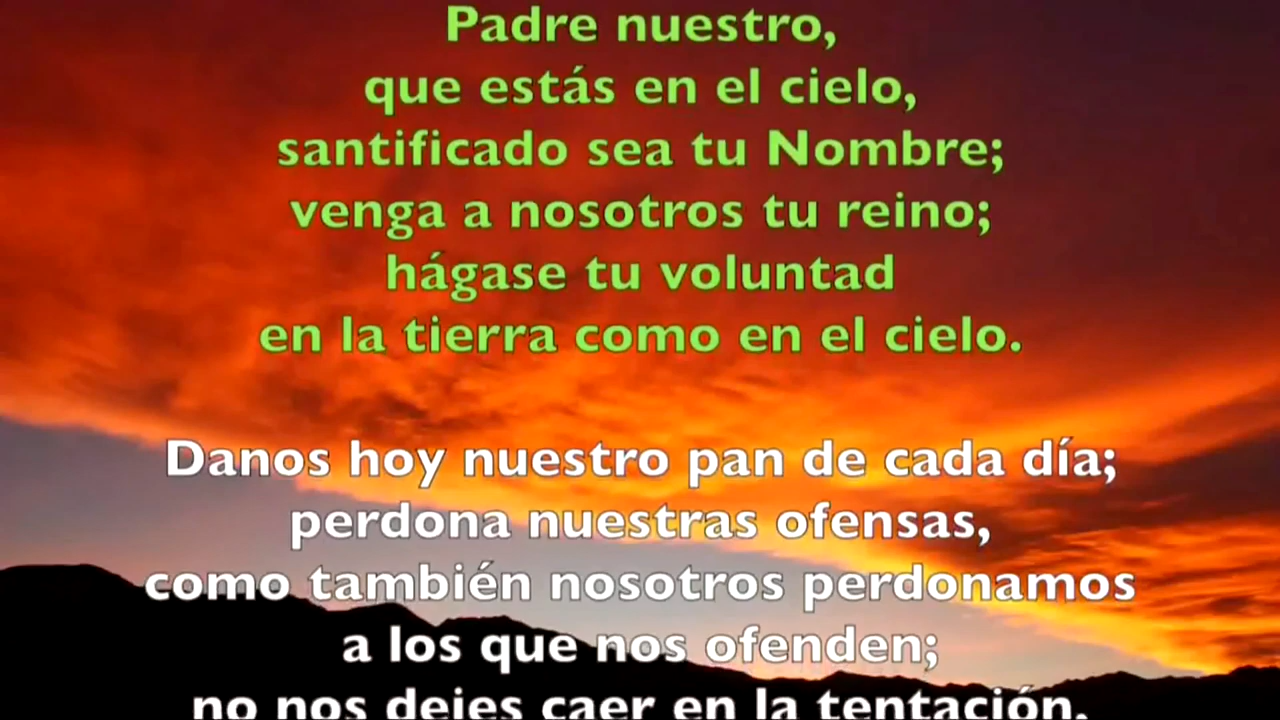 Padre nuestro,
que estás en el cielo,
santificado sea tu Nombre;
venga a nosotros tu reino;
hágase tu voluntad
en la tierra como en el cielo.
Danos hoy nuestro pan de cada día;
perdona nuestras ofensas,
como también nosotros perdonamos
a los que nos ofenden;
no nos dejes caer en la tentación,